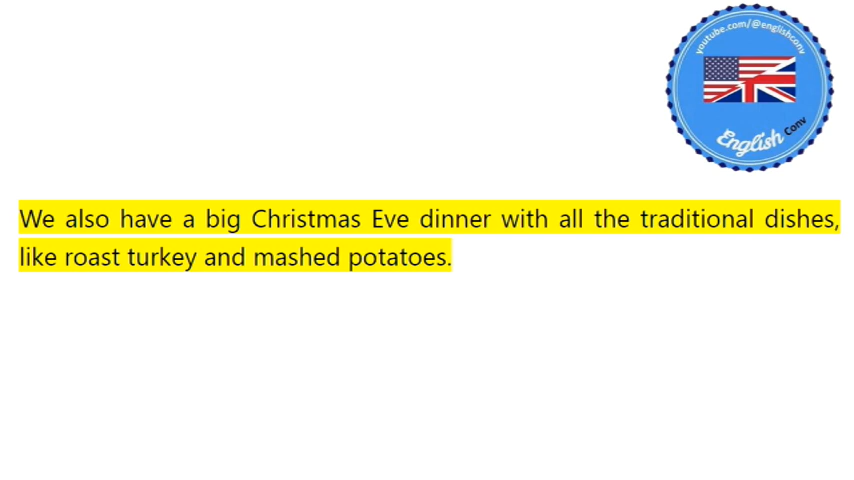 youtube.com/@englishconv
English Conv
We also have a big Christmas Eve dinner with all the traditional dishes,
like roast turkey and mashed potatoes.